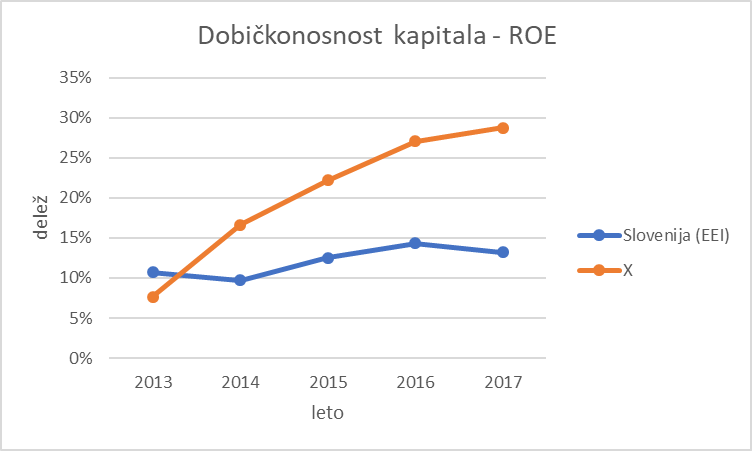 Dobičkonosnost kapitala - ROE
35%
30%
25%
20%
15%
10%
5%
0%
delež
2013 2014 2015 2016 2017
leto
Slovenija (EEI)
X